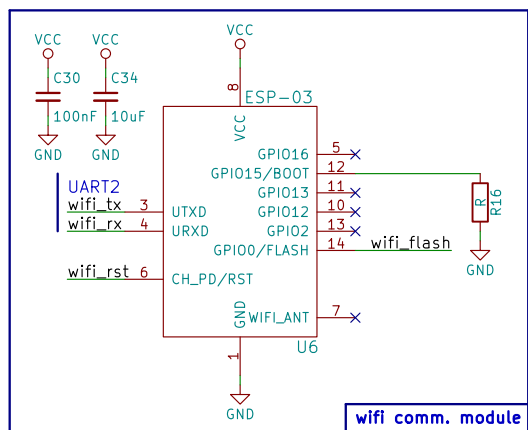 VCC
VCC
VCC
C30
C34
100nF
10uF
GND
GND
8
ESP-03
VCC
GPIO16
5
GPIO15/BOOT
12
GPIO13
11
GPIO12
10
GPIO2
13
GPIO0/FLASH
14
wifi_flash
R
R16
GND
UART2
wifi_tx
3
UTXD
wifi_rx
4
URXD
wifi_rst
6
CH_PD/RST
GND
WIFI_ANT
7
1
U6
GND
wifi comm. module